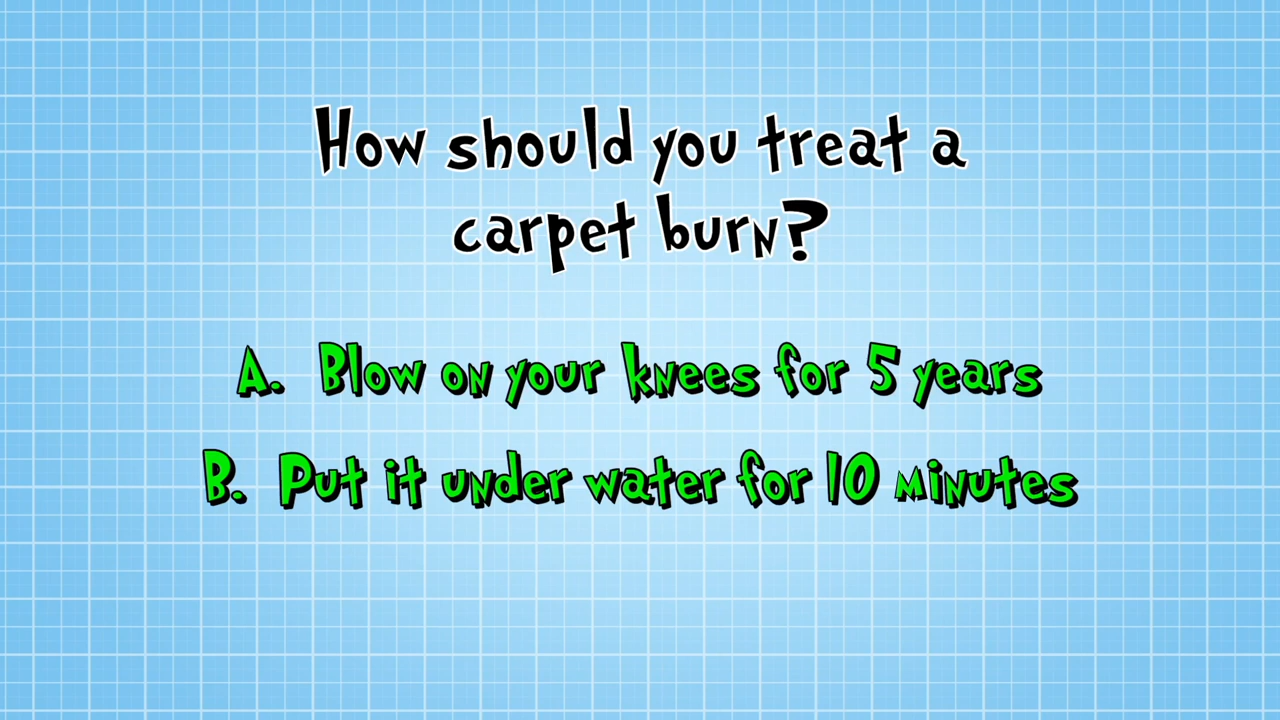 How should you treat a
carpet burn?
A. Blow on your knees for 5 years
B. Put it under water for 10 minutes